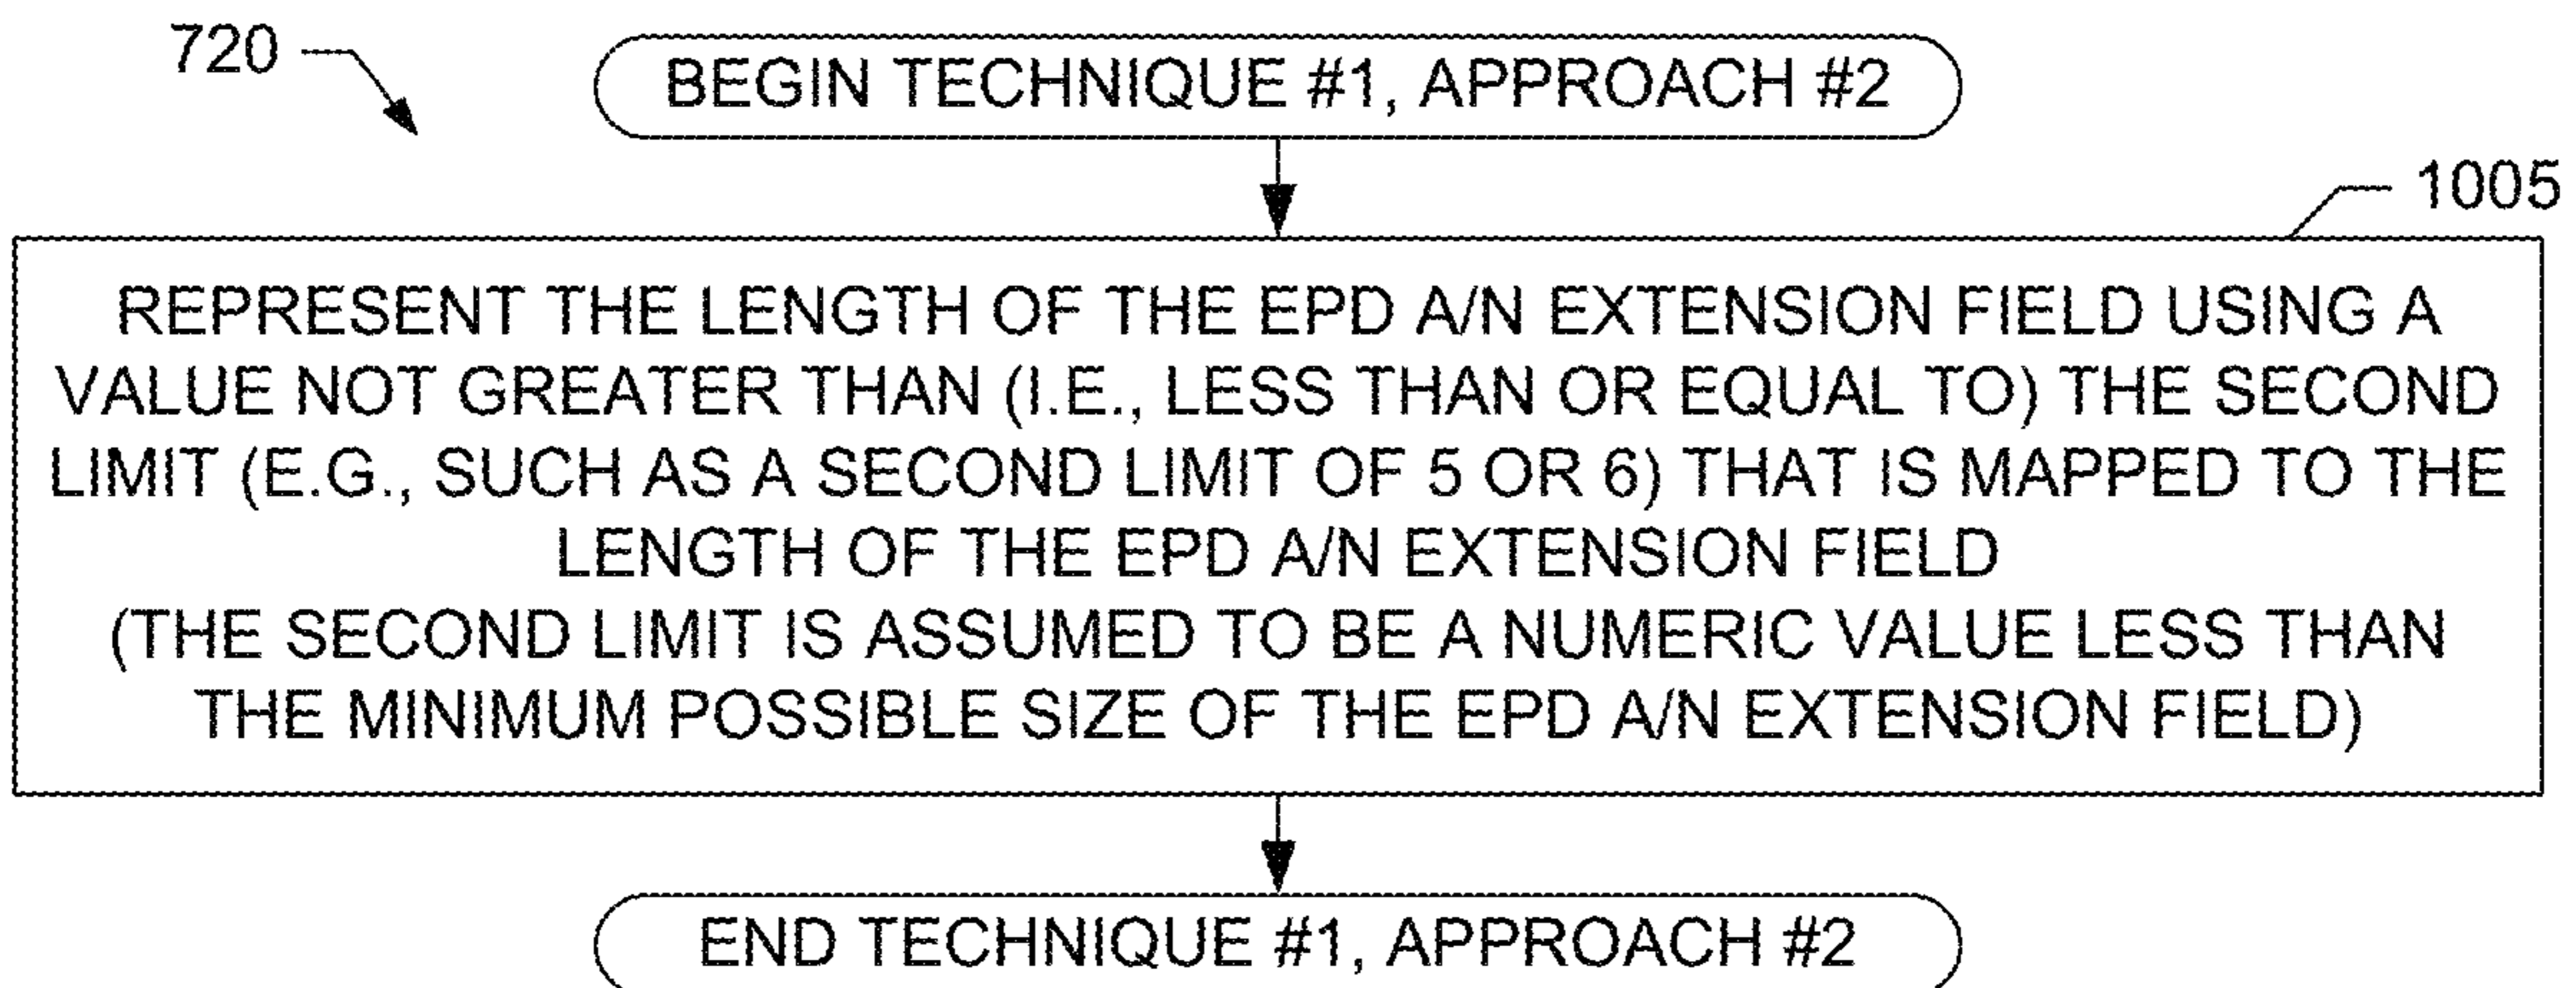 720
BEGIN TECHNIQUE #1, APPROACH #2
1005
REPRESENT THE LENGTH OF THE EPD A/N EXTENSION FIELD USING A
VALUE NOT GREATER THAN (I.E., LESS THAN OR EQUAL TO) THE SECOND
LIMIT (E.G., SUCH AS A SECOND LIMIT OF 5 OR 6) THAT IS MAPPED TO THE
LENGTH OF THE EPD A/N EXTENSION FIELD
(THE SECOND LIMIT IS ASSUMED TO BE A NUMERIC VALUE LESS THAN
THE MINIMUM POSSIBLE SIZE OF THE EPD A/N EXTENSION FIELD)
END TECHNIQUE #1, APPROACH #2